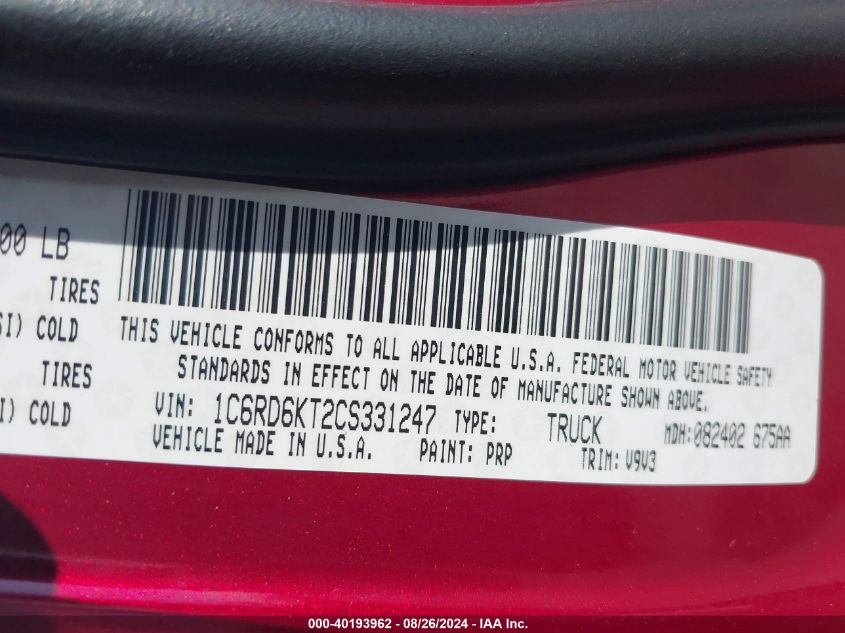 00 LB
TIRES
SI) COLD
TIRES
I) COLD
THIS VEHICLE CONFORMS TO ALL APPLICABLE U.S.A. FEDERAL MOTOR VEHICLE SAFETY
STANDARDS IN EFFECT ON THE DATE OF MANUFACTURE SHOWN ABOVE.
VIN: 1C6RD6KT2CS331247 TYPE: TRUCK MDH:082402 675AA
VEHICLE MADE IN U.S.A. PAINT: PRP TRIM: V9V3
000-40193962 - 08/26/2024 - IAA Inc.